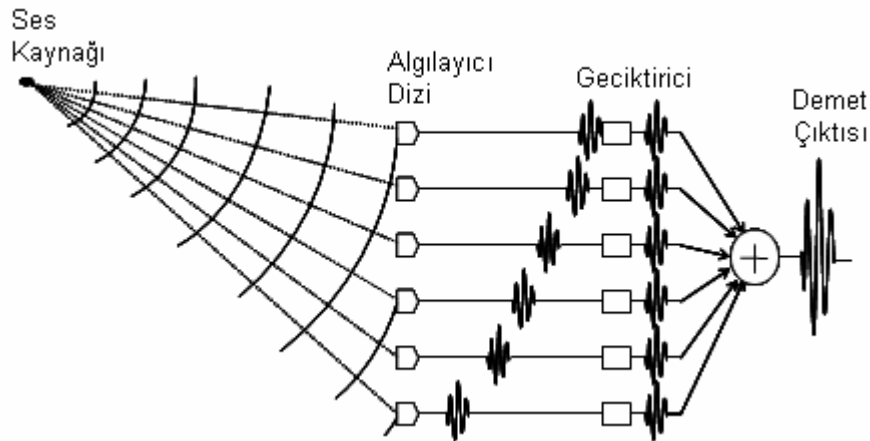 Ses
Kaynağı
Algılayıcı
Dizi
Geciktirici
Demet
Çıktısı